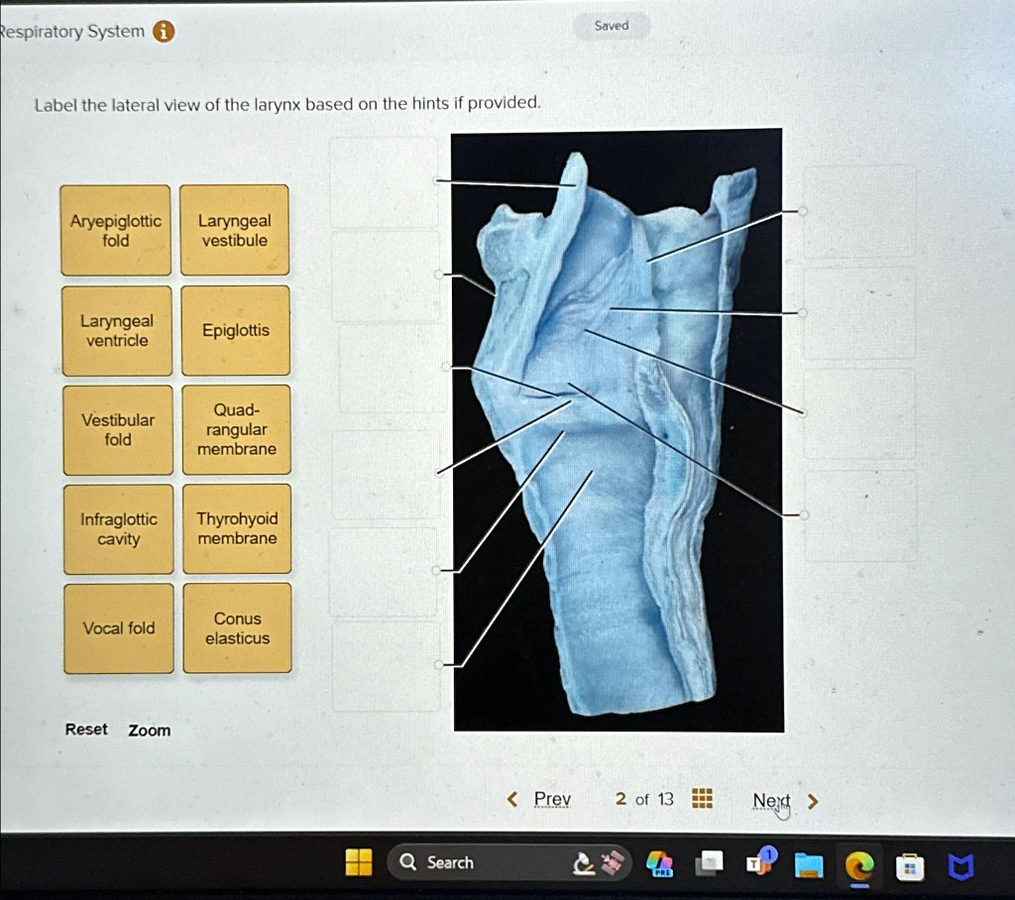 Respiratory System i
Saved
Label the lateral view of the larynx based on the hints if provided.
Aryepiglottic
fold
Laryngeal
vestibule
Laryngeal
ventricle
Epiglottis
Vestibular
fold
Quad-
rangular
membrane
Infraglottic
cavity
Thyrohyoid
membrane
Vocal fold
Conus
elasticus
Reset Zoom
Prev 2 of 13 Next
Search
PRE
T
1